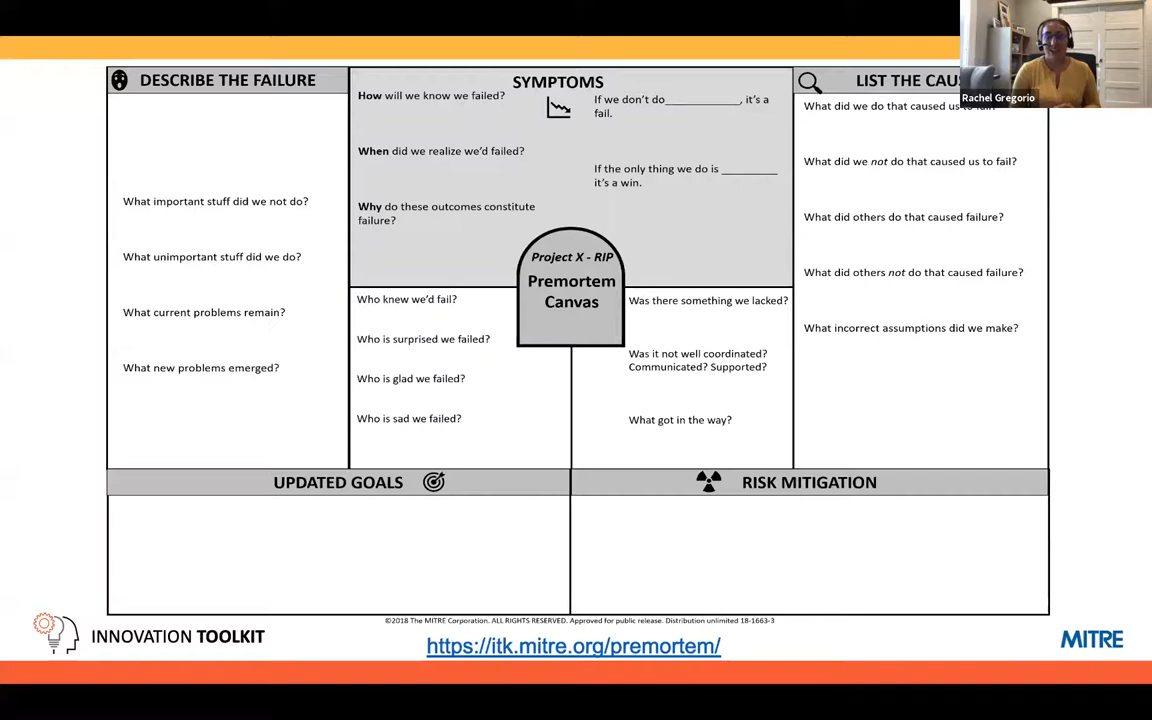 Rachel Gregorio
DESCRIBE THE FAILURE
What important stuff did we not do?
What unimportant stuff did we do?
What current problems remain?
What new problems emerged?
SYMPTOMS
How will we know we failed?
When did we realize we'd failed?
Why do these outcomes constitute
failure?
If we don't do____________, it's a
fail.
If the only thing we do is _________
it's a win.
Project X - RIP
Premortem
Canvas
Who knew we'd fail?
Who is surprised we failed?
Who is glad we failed?
Who is sad we failed?
Was there something we lacked?
Was it not well coordinated?
Communicated? Supported?
What got in the way?
LIST THE
What did we do that caused us to
What did we not do that caused us to fail?
What did others do that caused failure?
What did others not do that caused failure?
What incorrect assumptions did we make?
UPDATED GOALS
RISK MITIGATION
©2018 The MITRE Corporation. ALL RIGHTS RESERVED. Approved for public release. Distribution unlimited 18-1663-3
INNOVATION TOOLKIT
https://itk.mitre.org/premortem/
MITRE